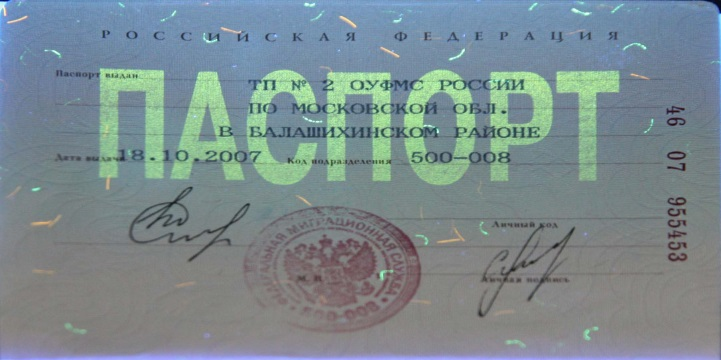 РОССИЙСКАЯ ФЕДЕРАЦИЯ
ПАСПОРТ
Паспорт выдан
ТП № 2 ОУФМС РОССИИ
ПО МОСКОВСКОЙ ОБЛ.
В БАЛАШИХИНСКОМ РАЙОНЕ
Дата выдачи 18.10.2007 Код подразделения 500-008
46 07 955453
Личный код
ФЕДЕРАЛЬНАЯ МИГРАЦИОННАЯ СЛУЖБА
М.П.
500-008
Личная подпись